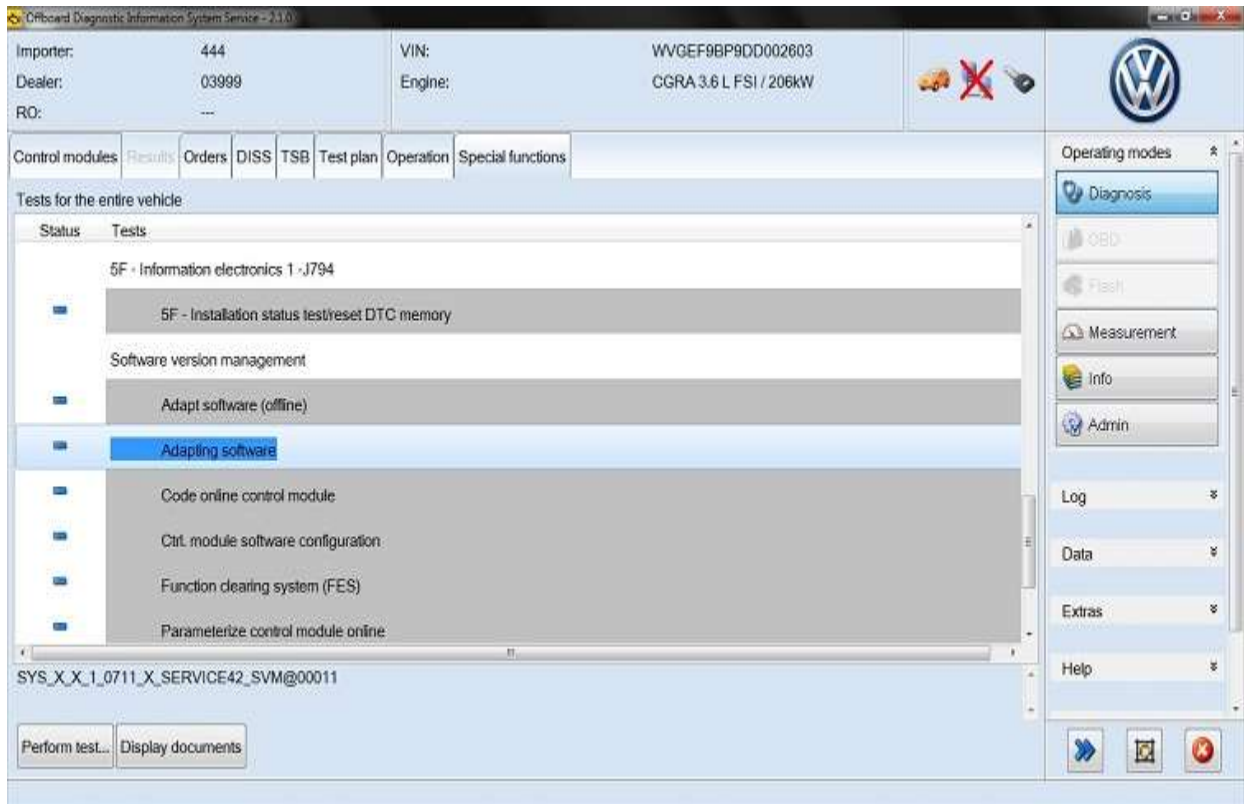 Offboard Diagnostic Information System Service - 2.1.0
Importer: 444 VIN: WVGEF9BP9DD002603
Dealer: 03999 Engine: CGRA 3.6 L FSI / 206kW
RO: ---
Control modules Results Orders DISS TSB Test plan Operation Special functions
Tests for the entire vehicle
Status Tests
5F - Information electronics 1 -J794
5F - Installation status test/reset DTC memory
Software version management
Adapt software (offline)
Adapting software
Code online control module
Ctrl. module software configuration
Function clearing system (FES)
Parameterize control module online
SYS_X_X_1_0711_X_SERVICE42_SVM@00011
Perform test... Display documents
Operating modes
Diagnosis
OBD
Flash
Measurement
Info
Admin
Log
Data
Extras
Help